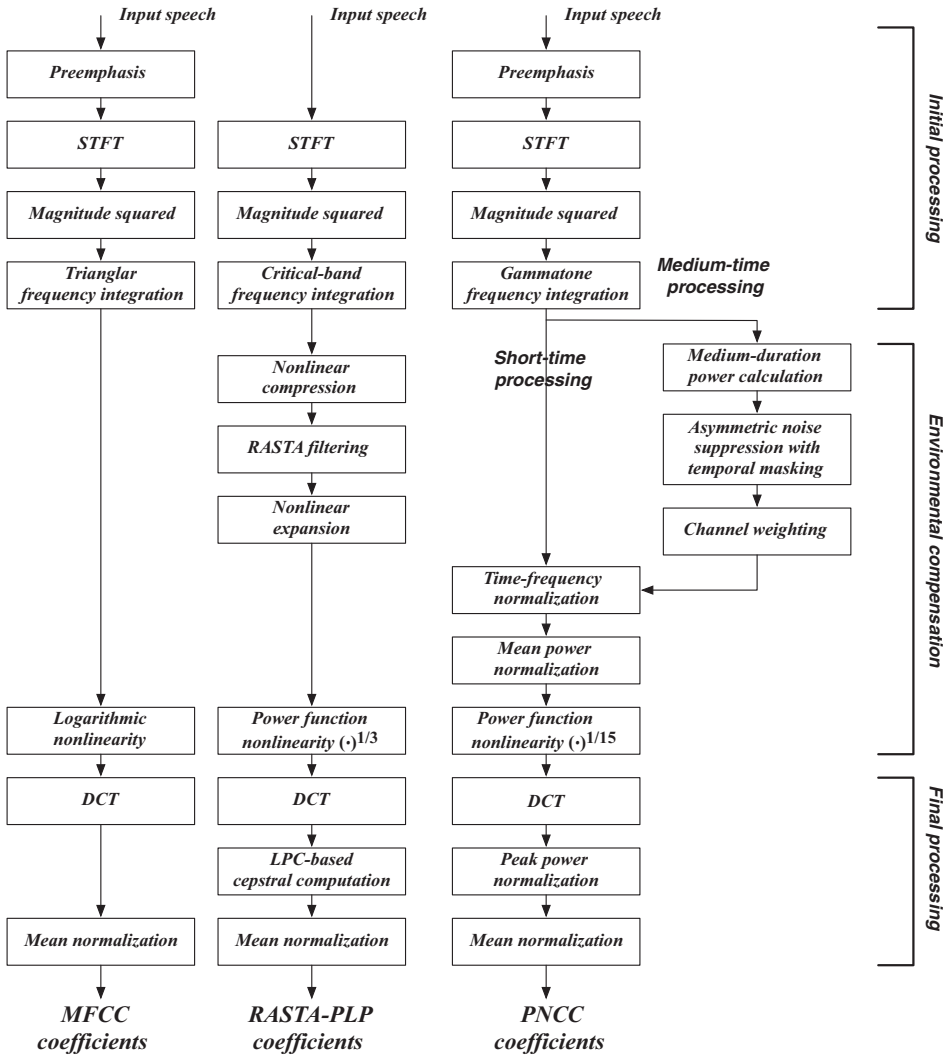 Input speech
Input speech
Input speech
Preemphasis
Preemphasis
STFT
STFT
STFT
Magnitude squared
Magnitude squared
Magnitude squared
Trianglar
frequency integration
Critical-band
frequency integration
Gammatone
frequency integration
Initial processing
Medium-time
processing
Short-time
processing
Nonlinear
compression
Medium-duration
power calculation
RASTA filtering
Asymmetric noise
suppression with
temporal masking
Nonlinear
expansion
Channel weighting
Time-frequency
normalization
Mean power
normalization
Environmental compensation
Logarithmic
nonlinearity
Power function
nonlinearity (·)^1/3
Power function
nonlinearity (·)^1/15
DCT
DCT
DCT
LPC-based
cepstral computation
Peak power
normalization
Mean normalization
Mean normalization
Mean normalization
Final processing
MFCC
coefficients
RASTA-PLP
coefficients
PNCC
coefficients